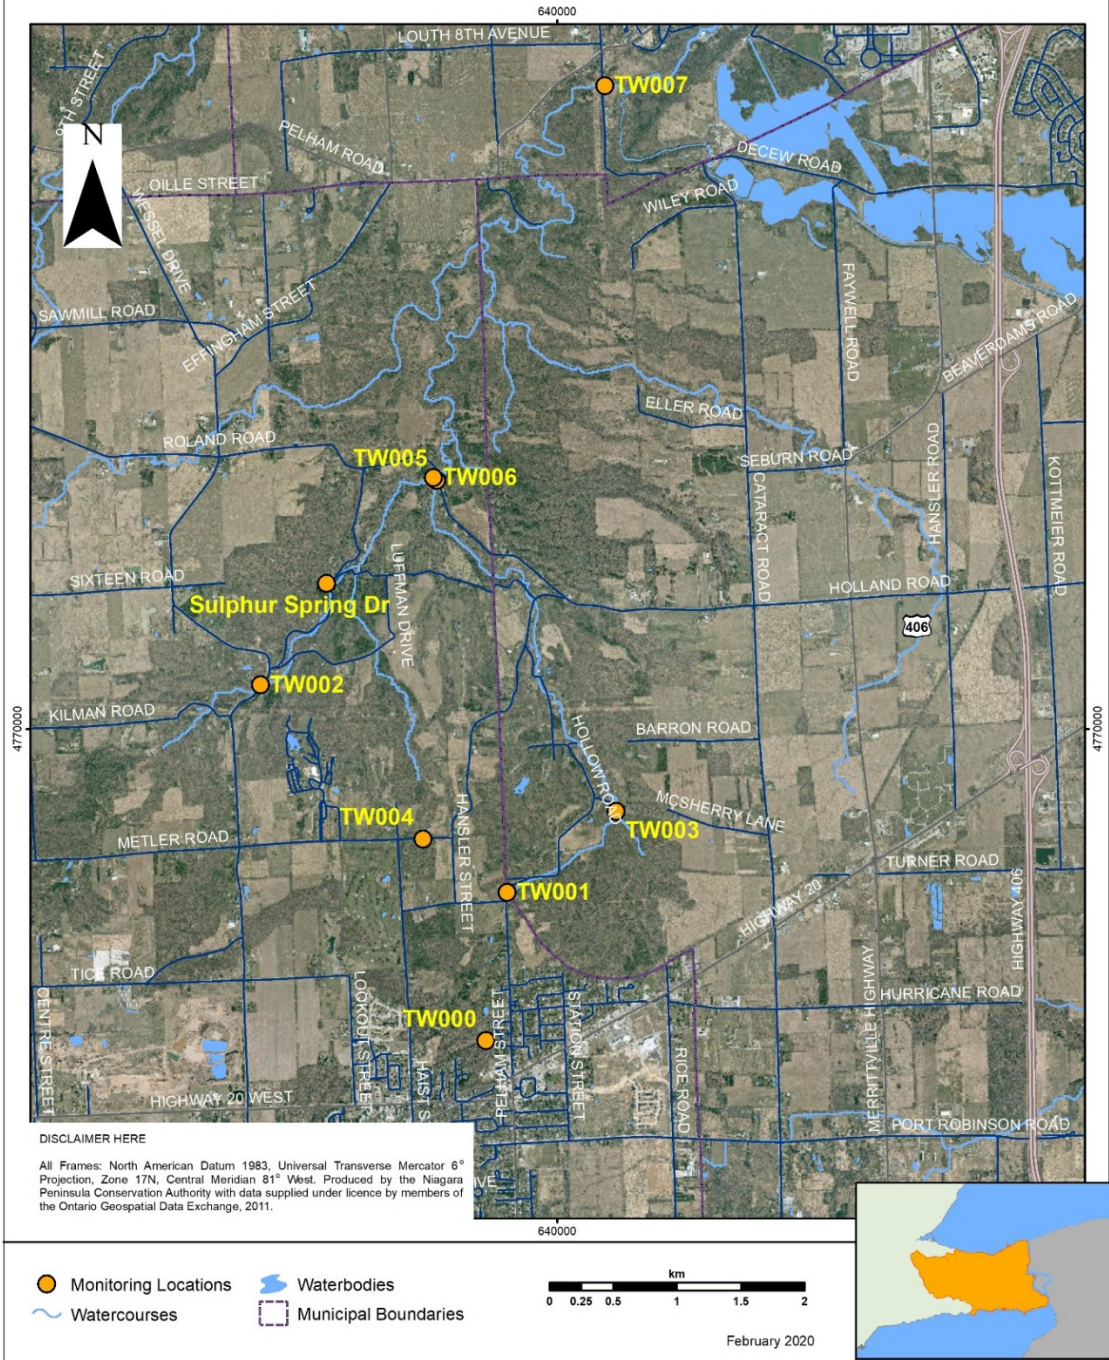 640000
LOUTH 8TH AVENUE
TW007
8TH STREET
N
PELHAM ROAD
DECEW ROAD
OILLE STREET
WILEY ROAD
WESSEL DRIVE
FAYWELL ROAD
SAWMILL ROAD
EFFINGHAM STREET
BEAVERDAMS ROAD
ELLER ROAD
ROLAND ROAD
SEBURN ROAD
HANSLER ROAD
TW005
TW006
CATARACT ROAD
KOTTMEIER ROAD
LUFFMAN DRIVE
SIXTEEN ROAD
HOLLAND ROAD
Sulphur Spring Dr
406
TW002
KILMAN ROAD
4770000
4770000
BARRON ROAD
HOLLOW ROAD
MCSHERRY LANE
TW004
HANSLER STREET
TW003
METLER ROAD
TURNER ROAD
TW001
HIGHWAY 20
HIGHWAY 406
TICE ROAD
CENTRE STREET
LOOKOUT STREET
HURRICANE ROAD
TW000
PELHAM STREET
STATION STREET
HAIST S
RICE ROAD
MERRITTVILLE HIGHWAY
HIGHWAY 20 WEST
PORT ROBINSON ROAD
DISCLAIMER HERE
All Frames: North American Datum 1983, Universal Transverse Mercator 6°
Projection, Zone 17N, Central Meridian 81° West. Produced by the Niagara
Peninsula Conservation Authority with data supplied under licence by members of
the Ontario Geospatial Data Exchange, 2011.
IVE
640000
Monitoring Locations
Waterbodies
Watercourses
Municipal Boundaries
km
0 0.25 0.5 1 1.5 2
February 2020